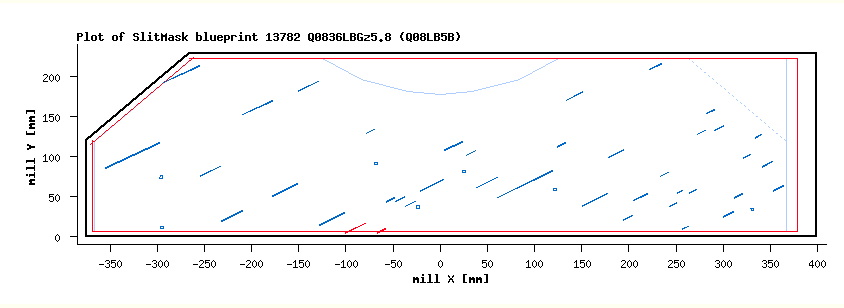 Plot of SlitMask blueprint 13782 Q0836LBGz5.8 (Q08LB5B)
200
150
100
50
0
mill Y [mm]
-350 -300 -250 -200 -150 -100 -50 0 50 100 150 200 250 300 350 400
mill X [mm]